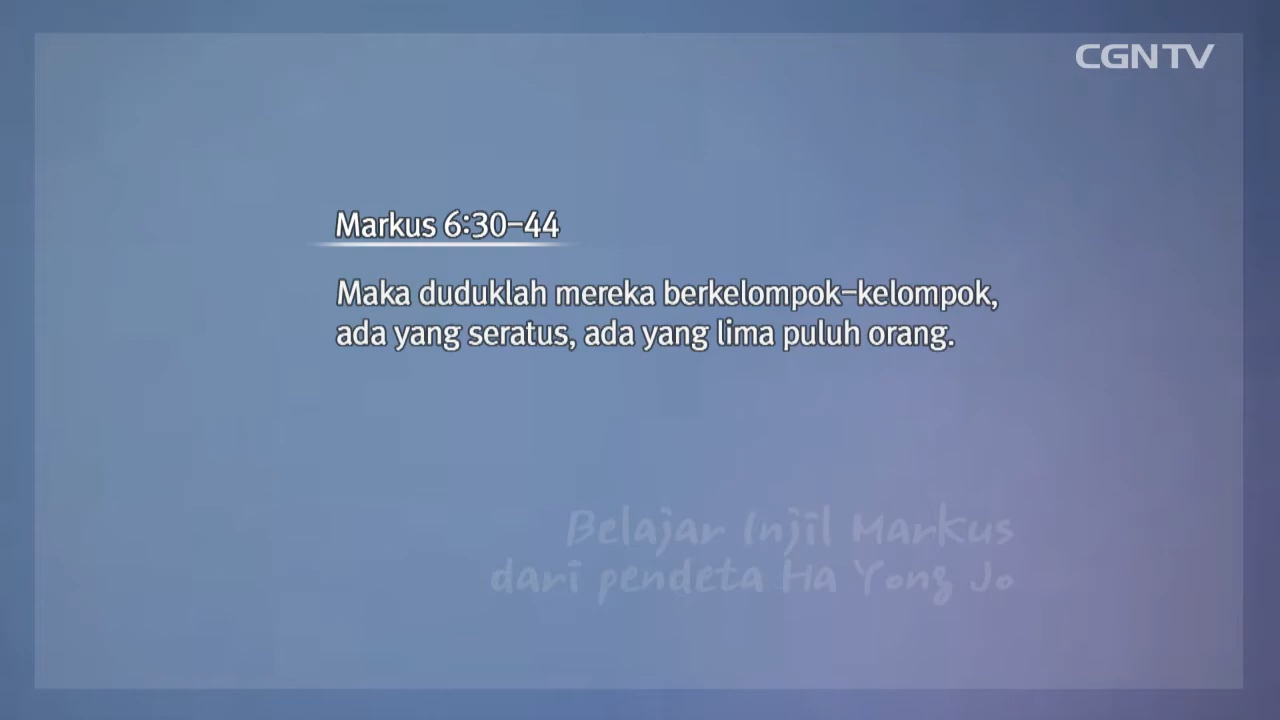 CGNTV
Markus 6:30-44
Maka duduklah mereka berkelompok-kelompok,
ada yang seratus, ada yang lima puluh orang.
Belajar Injil Markus
dari pendeta Ha Yong Jo